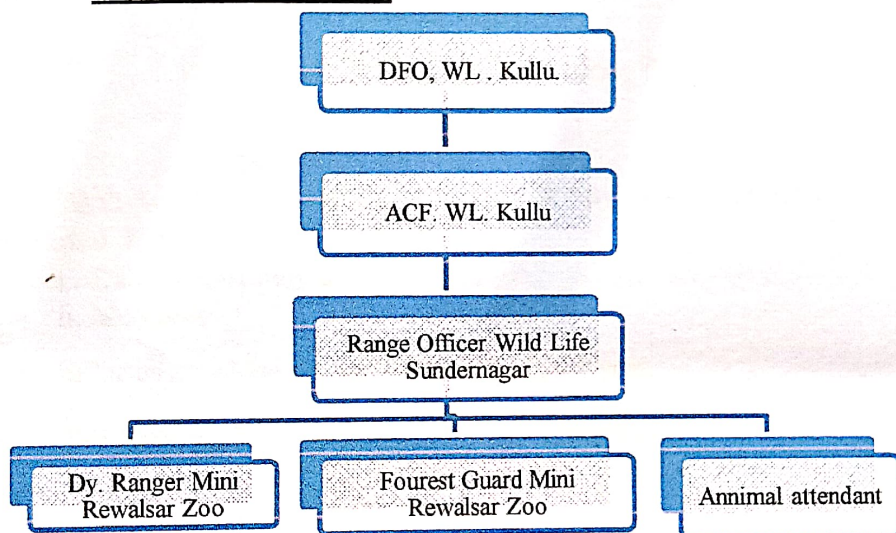 DFO, WL . Kullu.
ACF. WL. Kullu
Range Officer Wild Life
Sundernagar
Dy. Ranger Mini
Rewalsar Zoo
Fourest Guard Mini
Rewalsar Zoo
Annimal attendant